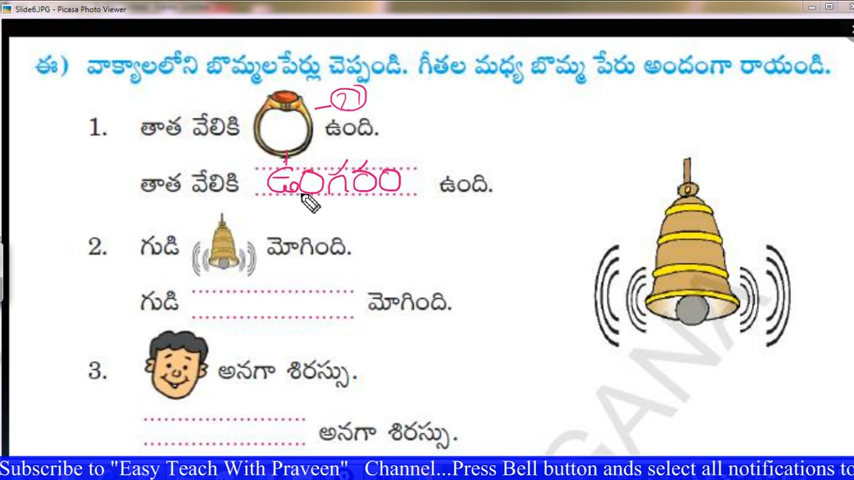 Slide6.JPG - Picasa Photo Viewer
ఈ) వాక్యాలలోని బొమ్మలపేర్లు చెప్పండి. గీతల మధ్య బొమ్మ పేరు అందంగా రాయండి.
1. తాత వేలికి ఉంది.
తాత వేలికి ఉంగరం ఉంది.
2. గుడి మోగింది.
గుడి మోగింది.
3. అనగా శిరస్సు.
అనగా శిరస్సు.
GANA
Subscribe to "Easy Teach With Praveen" Channel...Press Bell button ands select all notifications to